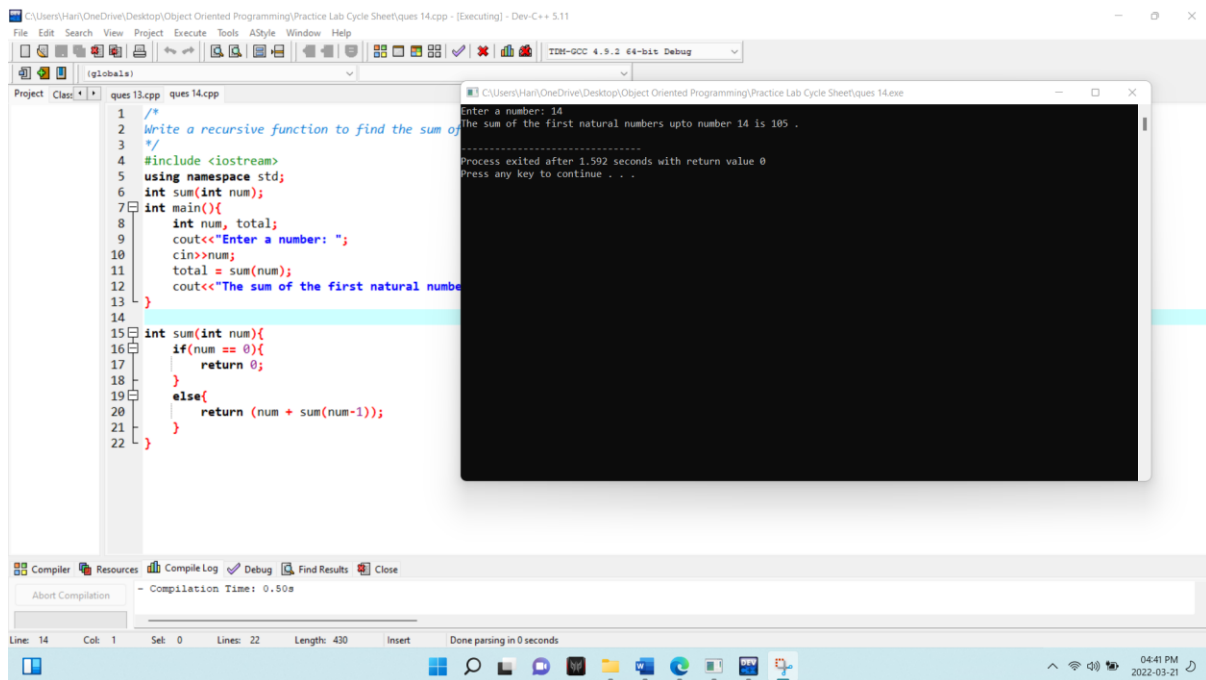 C:\Users\Hari\OneDrive\Desktop\Object Oriented Programming\Practice Lab Cycle Sheet\ques 14.cpp - [Executing] - Dev-C++ 5.11
File Edit Search View Project Execute Tools AStyle Window Help
TDM-GCC 4.9.2 64-bit Debug
(globals)
Project Clas: ques 13.cpp ques 14.cpp
1 /*
2 Write a recursive function to find the sum of
3 */
4 #include <iostream>
5 using namespace std;
6 int sum(int num);
7 int main(){
8 int num, total;
9 cout<<"Enter a number: ";
10 cin>>num;
11 total = sum(num);
12 cout<<"The sum of the first natural numbe
13 }
14
15 int sum(int num){
16 if(num == 0){
17 return 0;
18 }
19 else{
20 return (num + sum(num-1));
21 }
22 }
C:\Users\Hari\OneDrive\Desktop\Object Oriented Programming\Practice Lab Cycle Sheet\ques 14.exe
Enter a number: 14
The sum of the first natural numbers upto number 14 is 105 .
--------------------------------
Process exited after 1.592 seconds with return value 0
Press any key to continue . . .
Compiler Resources Compile Log Debug Find Results Close
Abort Compilation
- Compilation Time: 0.50s
Line: 14 Col: 1 Sel: 0 Lines: 22 Length: 430 Insert Done parsing in 0 seconds
DEV
04:41 PM
2022-03-21